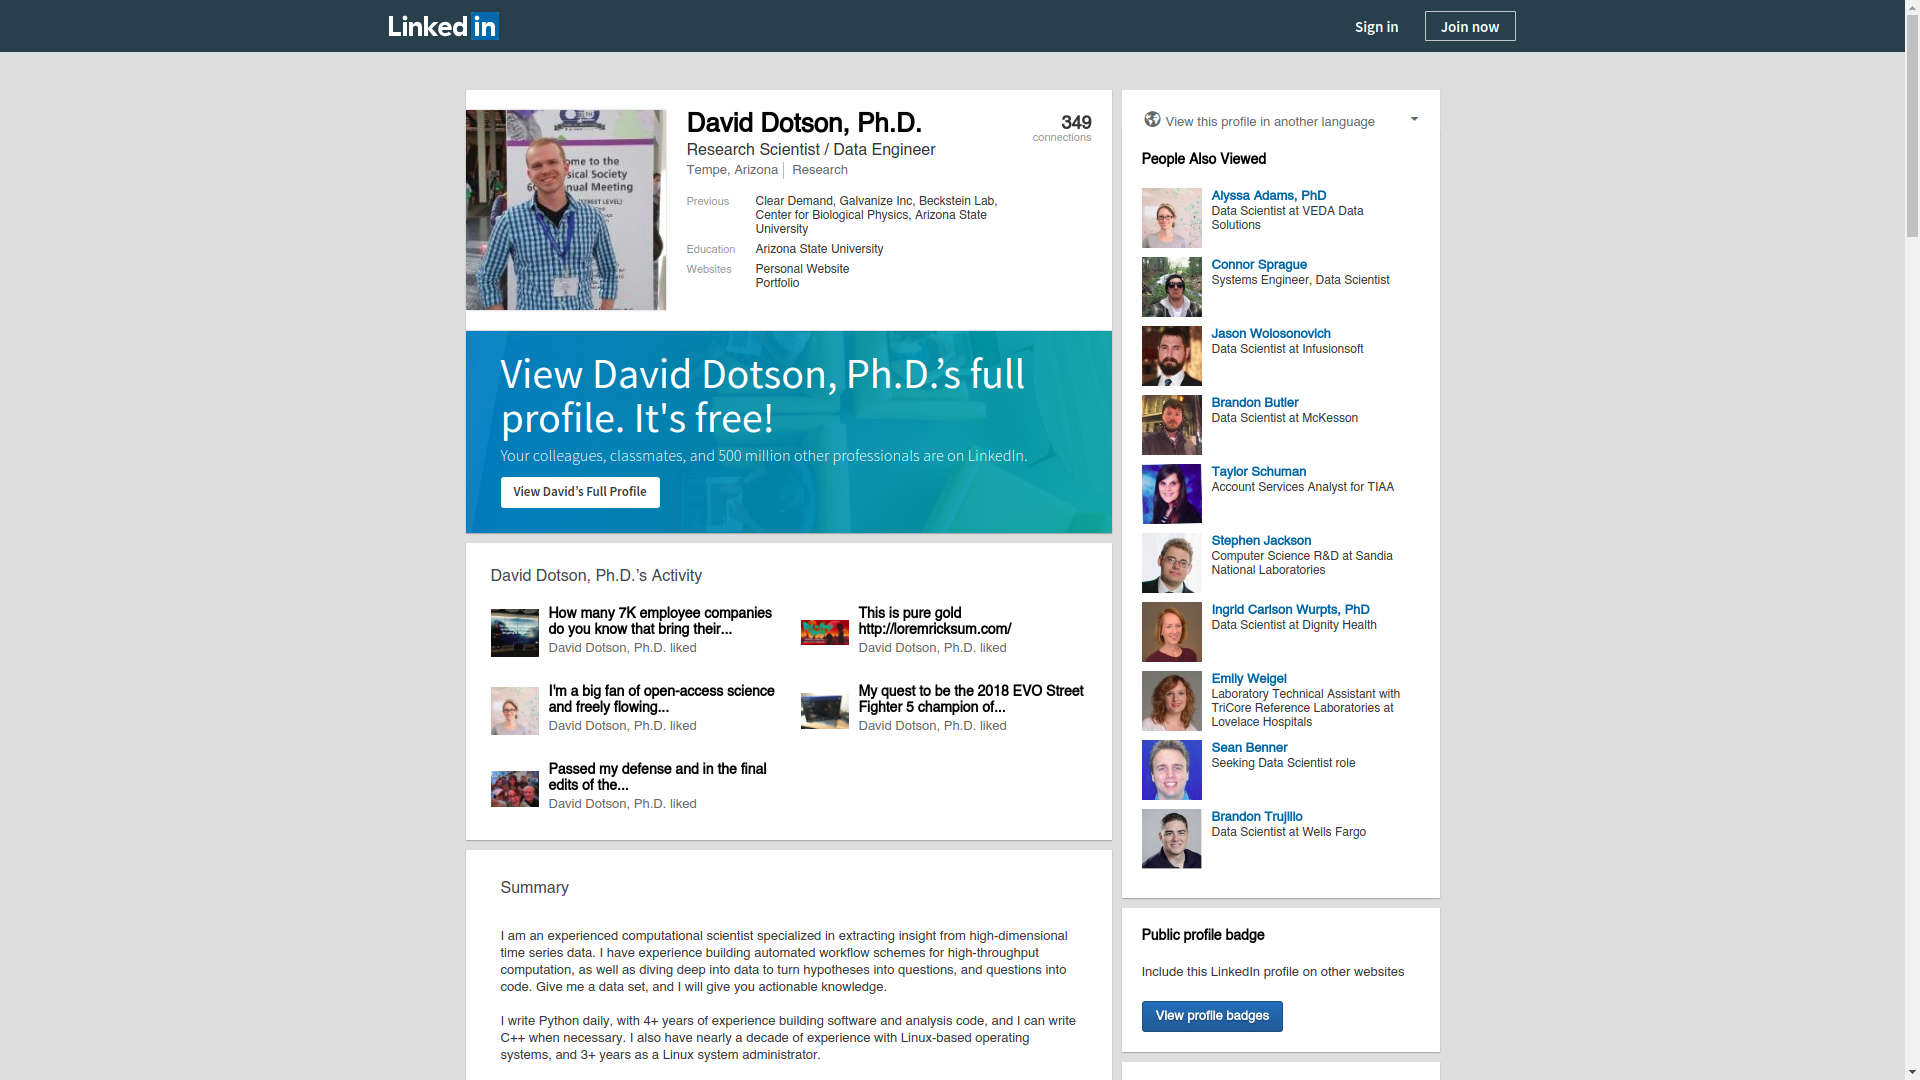 Linked in
Sign in
Join now
ome to the
sical Society
nual Meeting
STREET LEVEL)
David Dotson, Ph.D.
349
connections
Research Scientist / Data Engineer
Tempe, Arizona
Research
Previous
Clear Demand, Galvanize Inc, Beckstein Lab,
Center for Biological Physics, Arizona State
University
Education
Arizona State University
Websites
Personal Website
Portfolio
View David Dotson, Ph.D.’s full
profile. It's free!
Your colleagues, classmates, and 500 million other professionals are on LinkedIn.
View David’s Full Profile
David Dotson, Ph.D.’s Activity
How many 7K employee companies
do you know that bring their...
David Dotson, Ph.D. liked
This is pure gold
http://loremricksum.com/
David Dotson, Ph.D. liked
I'm a big fan of open-access science
and freely flowing...
David Dotson, Ph.D. liked
My quest to be the 2018 EVO Street
Fighter 5 champion of...
David Dotson, Ph.D. liked
Passed my defense and in the final
edits of the...
David Dotson, Ph.D. liked
Summary
I am an experienced computational scientist specialized in extracting insight from high-dimensional
time series data. I have experience building automated workflow schemes for high-throughput
computation, as well as diving deep into data to turn hypotheses into questions, and questions into
code. Give me a data set, and I will give you actionable knowledge.
I write Python daily, with 4+ years of experience building software and analysis code, and I can write
C++ when necessary. I also have nearly a decade of experience with Linux-based operating
systems, and 3+ years as a Linux system administrator.
View this profile in another language
People Also Viewed
Alyssa Adams, PhD
Data Scientist at VEDA Data
Solutions
Connor Sprague
Systems Engineer, Data Scientist
Jason Wolosonovich
Data Scientist at Infusionsoft
Brandon Butler
Data Scientist at McKesson
Taylor Schuman
Account Services Analyst for TIAA
Stephen Jackson
Computer Science R&D at Sandia
National Laboratories
Ingrid Carlson Wurpts, PhD
Data Scientist at Dignity Health
Emily Weigel
Laboratory Technical Assistant with
TriCore Reference Laboratories at
Lovelace Hospitals
Sean Benner
Seeking Data Scientist role
Brandon Trujillo
Data Scientist at Wells Fargo
Public profile badge
Include this LinkedIn profile on other websites
View profile badges